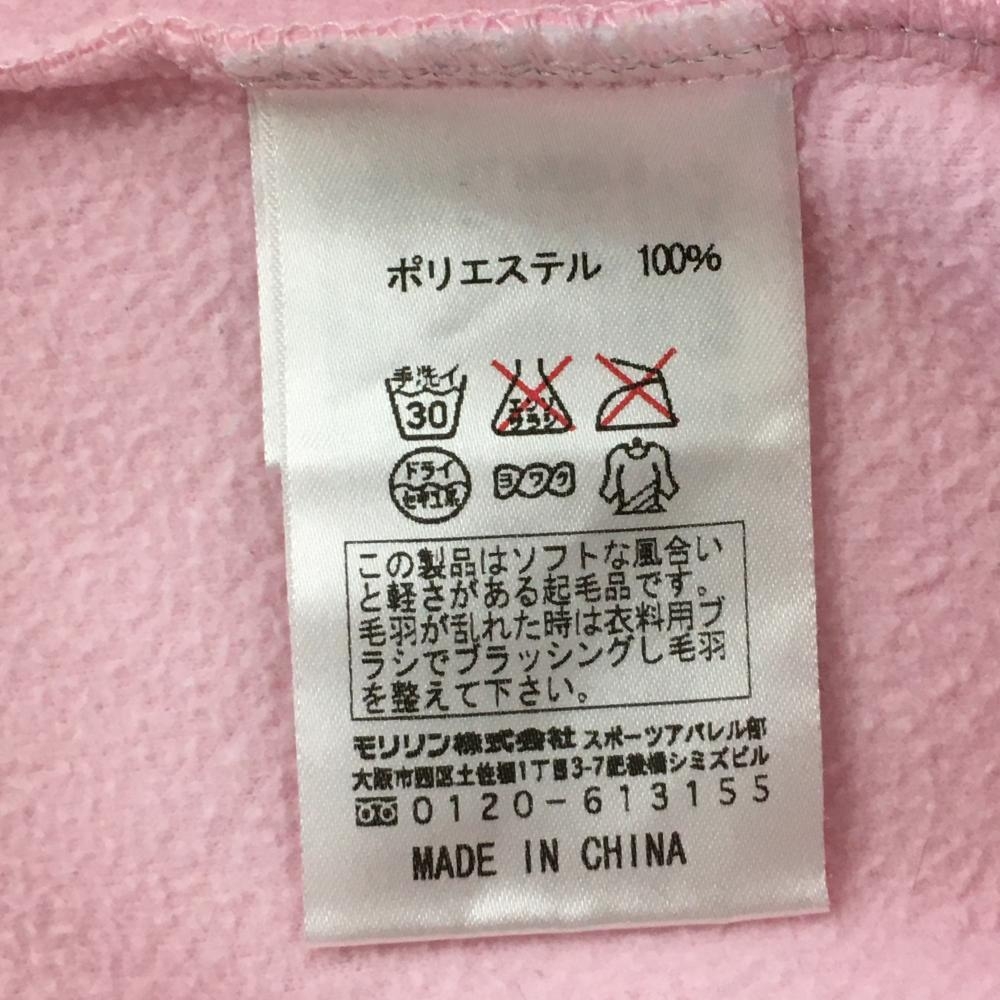 ポリエステル 100%
手洗イ
30
エンソ
サラシ
ドライ
セキユ系
ヨワク
この製品はソフトな風合い
と軽さがある起毛品です。
毛羽が乱れた時は衣料用ブ
ラシでブラッシングし毛羽
を整えて下さい。
モリリン株式会社 スポーツアパレル部
大阪市西区土佐堀1丁目3-7肥後橋シミズビル
0120-613155
MADE IN CHINA